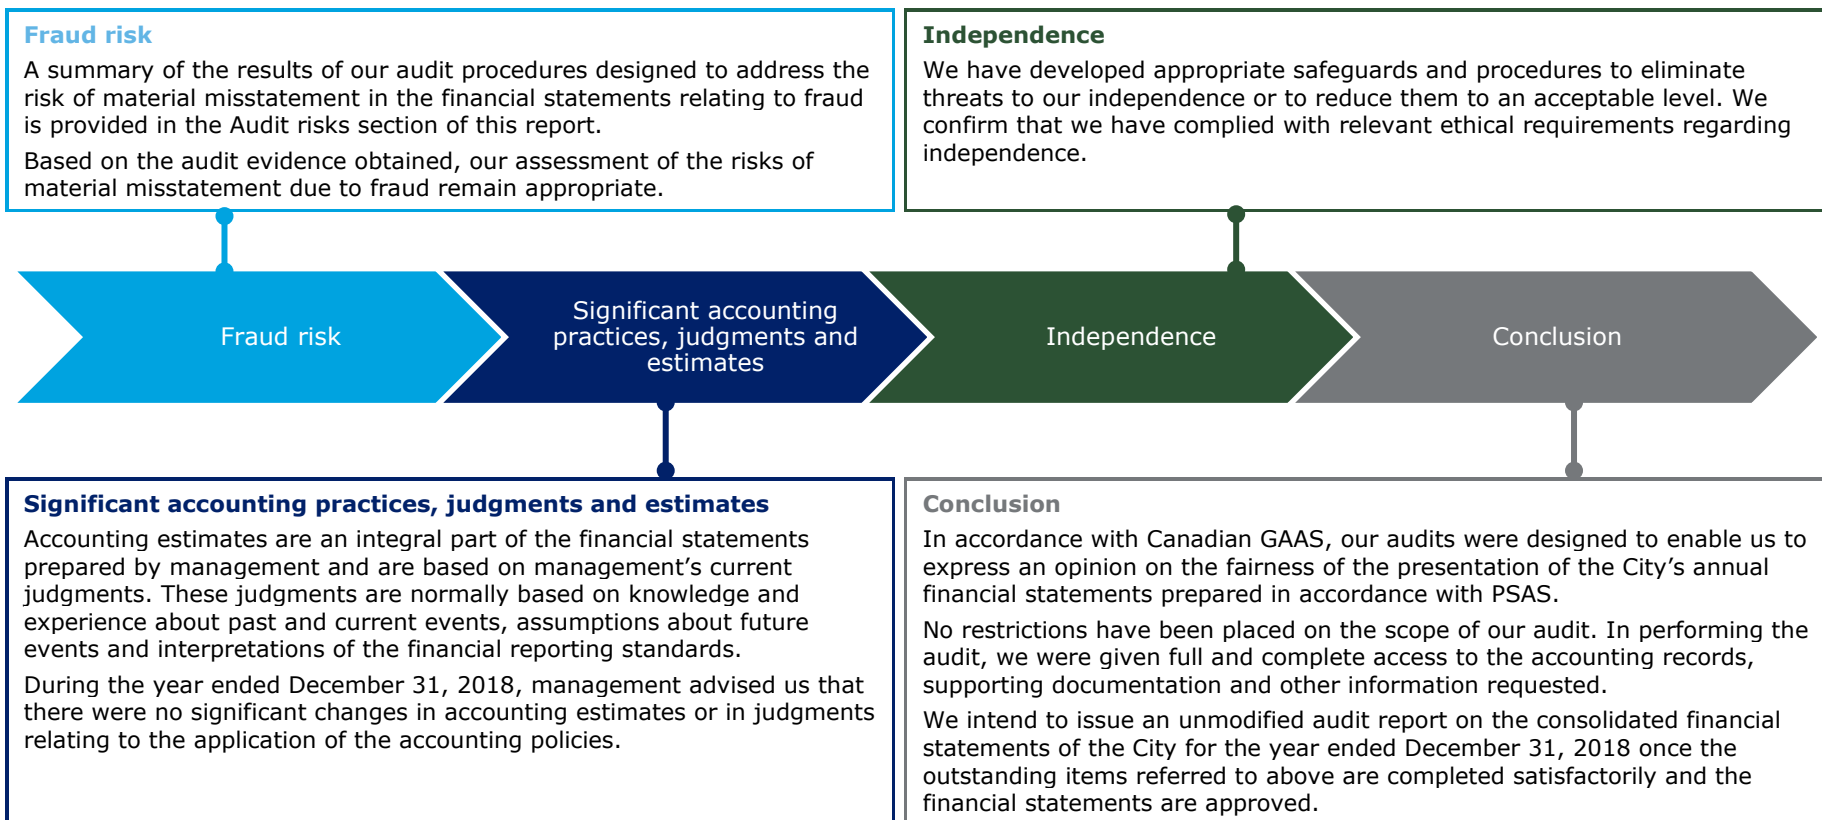 Fraud risk
A summary of the results of our audit procedures designed to address the
risk of material misstatement in the financial statements relating to fraud
is provided in the Audit risks section of this report.
Based on the audit evidence obtained, our assessment of the risks of
material misstatement due to fraud remain appropriate.
Independence
We have developed appropriate safeguards and procedures to eliminate
threats to our independence or to reduce them to an acceptable level. We
confirm that we have complied with relevant ethical requirements regarding
independence.
Fraud risk
Significant accounting
practices, judgments and
estimates
Independence
Conclusion
Significant accounting practices, judgments and estimates
Accounting estimates are an integral part of the financial statements
prepared by management and are based on management’s current
judgments. These judgments are normally based on knowledge and
experience about past and current events, assumptions about future
events and interpretations of the financial reporting standards.
During the year ended December 31, 2018, management advised us that
there were no significant changes in accounting estimates or in judgments
relating to the application of the accounting policies.
Conclusion
In accordance with Canadian GAAS, our audits were designed to enable us to
express an opinion on the fairness of the presentation of the City’s annual
financial statements prepared in accordance with PSAS.
No restrictions have been placed on the scope of our audit. In performing the
audit, we were given full and complete access to the accounting records,
supporting documentation and other information requested.
We intend to issue an unmodified audit report on the consolidated financial
statements of the City for the year ended December 31, 2018 once the
outstanding items referred to above are completed satisfactorily and the
financial statements are approved.